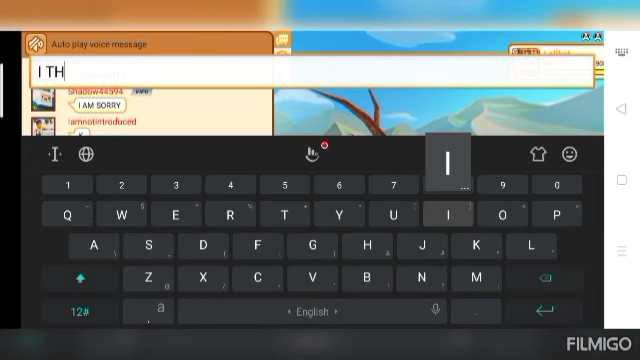 Auto play voice message
I TH
Shadow44594
I AM SORRY
Iamnotintroduced
I
1 2 3 4 5 6 7 9 0
Q W E R T Y U I O P
A S D F G H J K L
Z X C V B N M
12# a English
FILMIGO